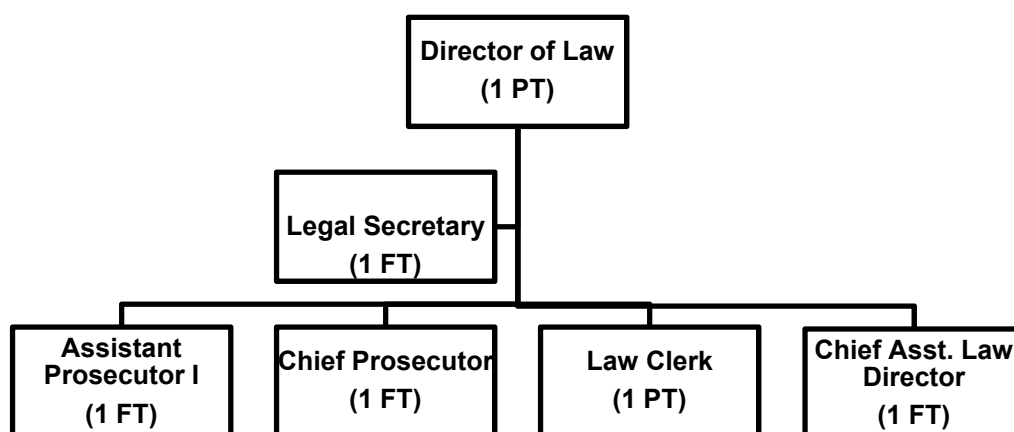 Director of Law
(1 PT)
Legal Secretary
(1 FT)
Assistant
Prosecutor I
(1 FT)
Chief Prosecutor
(1 FT)
Law Clerk
(1 PT)
Chief Asst. Law
Director
(1 FT)